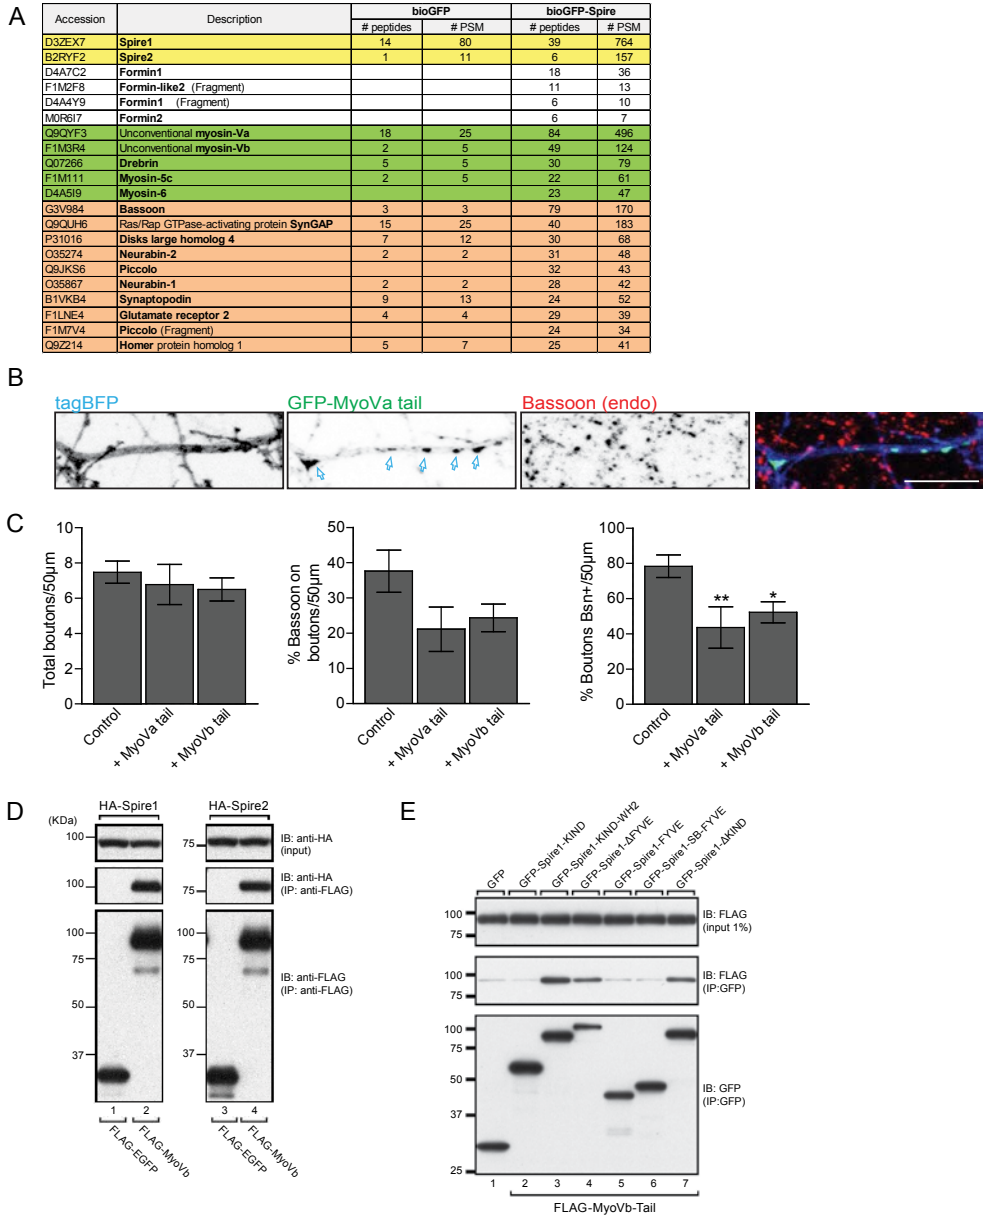 A
Accession Description bioGFP bioGFP-Spire
# peptides # PSM # peptides # PSM
D3ZEX7 Spire1 14 80 39 764
B2RYF2 Spire2 1 11 6 157
D4A7C2 Formin1 18 36
F1M2F8 Formin-like2 (Fragment) 11 13
D4A4Y9 Formin1 (Fragment) 6 10
M0R6I7 Formin2 6 7
Q9QYF3 Unconventional myosin-Va 18 25 84 496
F1M3R4 Unconventional myosin-Vb 2 5 49 124
Q07266 Drebrin 5 5 30 79
F1M111 Myosin-5c 2 5 22 61
D4A5I9 Myosin-6 23 47
G3V984 Bassoon 3 3 79 170
Q9QUH6 Ras/Rap GTPase-activating protein SynGAP 15 25 40 183
P31016 Disks large homolog 4 7 12 30 68
O35274 Neurabin-2 2 2 31 48
Q9JKS6 Piccolo 32 43
O35867 Neurabin-1 2 2 28 42
B1VKB4 Synaptopodin 9 13 24 52
F1LNE4 Glutamate receptor 2 4 4 29 39
F1M7V4 Piccolo (Fragment) 24 34
Q9Z214 Homer protein homolog 1 5 7 25 41
B
tagBFP GFP-MyoVa tail Bassoon (endo)
C
Total boutons/50µm
10
8
6
4
2
0
Control
+ MyoVa tail
+ MyoVb tail
% Bassoon on
boutons/50µm
50
40
30
20
10
0
Control
+ MyoVa tail
+ MyoVb tail
% Boutons Bsn+/50µm
100
80
60
40
20
0
** *
Control
+ MyoVa tail
+ MyoVb tail
D
HA-Spire1 HA-Spire2
(KDa)
100 75 IB: anti-HA
(input)
100 75 IB: anti-HA
(IP: anti-FLAG)
100 100
75 75 IB: anti-FLAG
(IP: anti-FLAG)
50 50
37 37
1 2 3 4
FLAG-EGFP
FLAG-MyoVb
FLAG-EGFP
FLAG-MyoVb
E
GFP
GFP-Spire1-KIND
GFP-Spire1-KIND-WH2
GFP-Spire1-ΔFYVE
GFP-Spire1-FYVE
GFP-Spire1-SB-FYVE
GFP-Spire1-ΔKIND
100
75
IB: FLAG
(input 1%)
100
75
IB: FLAG
(IP:GFP)
100
75
50
37
25
IB: GFP
(IP:GFP)
1 2 3 4 5 6 7
FLAG-MyoVb-Tail